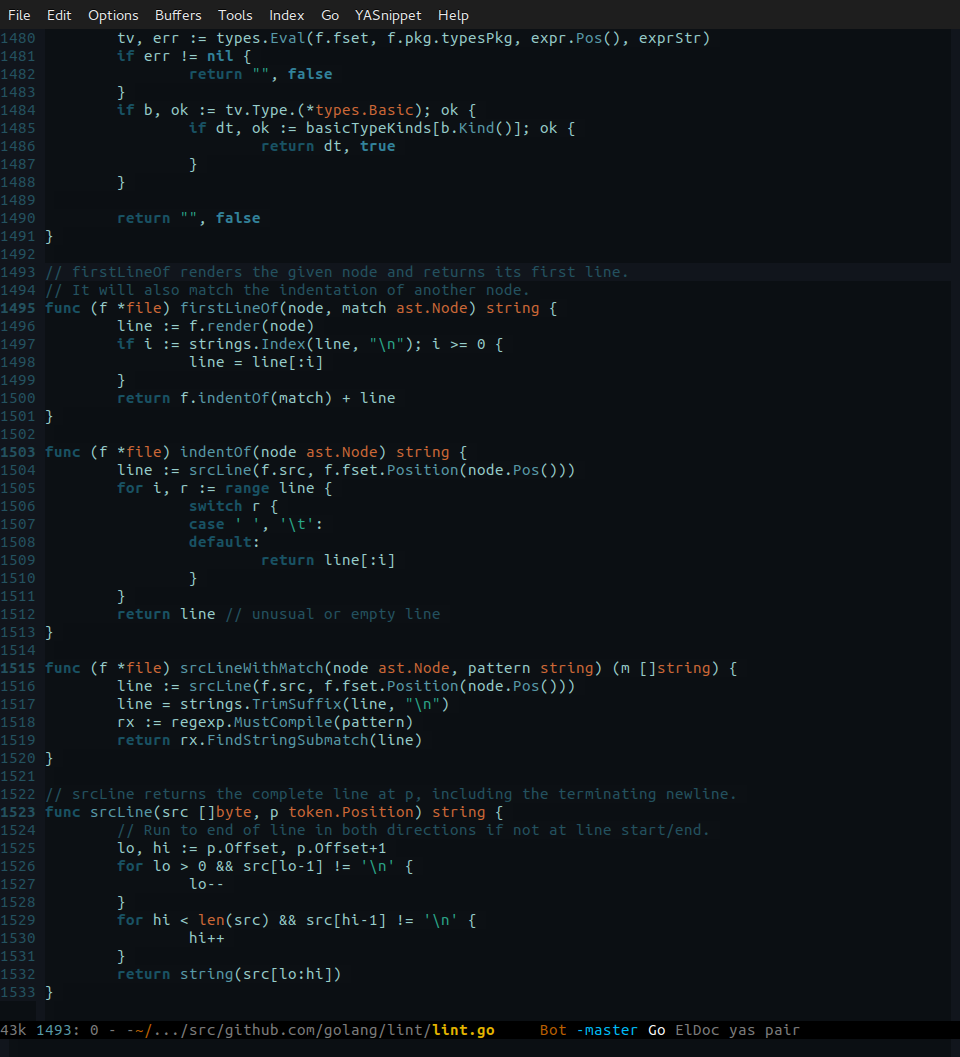 File Edit Options Buffers Tools Index Go YASnippet Help
1480         tv, err := types.Eval(f.fset, f.pkg.typesPkg, expr.Pos(), exprStr)
1481         if err != nil {
1482                 return "", false
1483         }
1484         if b, ok := tv.Type.(*types.Basic); ok {
1485                 if dt, ok := basicTypeKinds[b.Kind()]; ok {
1486                         return dt, true
1487                 }
1488         }
1489
1490         return "", false
1491 }
1492
1493 // firstLineOf renders the given node and returns its first line.
1494 // It will also match the indentation of another node.
1495 func (f *file) firstLineOf(node, match ast.Node) string {
1496         line := f.render(node)
1497         if i := strings.Index(line, "\n"); i >= 0 {
1498                 line = line[:i]
1499         }
1500         return f.indentOf(match) + line
1501 }
1502
1503 func (f *file) indentOf(node ast.Node) string {
1504         line := srcLine(f.src, f.fset.Position(node.Pos()))
1505         for i, r := range line {
1506                 switch r {
1507                 case ' ', '\t':
1508                 default:
1509                         return line[:i]
1510                 }
1511         }
1512         return line // unusual or empty line
1513 }
1514
1515 func (f *file) srcLineWithMatch(node ast.Node, pattern string) (m []string) {
1516         line := srcLine(f.src, f.fset.Position(node.Pos()))
1517         line = strings.TrimSuffix(line, "\n")
1518         rx := regexp.MustCompile(pattern)
1519         return rx.FindStringSubmatch(line)
1520 }
1521
1522 // srcLine returns the complete line at p, including the terminating newline.
1523 func srcLine(src []byte, p token.Position) string {
1524         // Run to end of line in both directions if not at line start/end.
1525         lo, hi := p.Offset, p.Offset+1
1526         for lo > 0 && src[lo-1] != '\n' {
1527                 lo--
1528         }
1529         for hi < len(src) && src[hi-1] != '\n' {
1530                 hi++
1531         }
1532         return string(src[lo:hi])
1533 }
43k 1493: 0 - -~/.../src/github.com/golang/lint/lint.go     Bot -master Go ElDoc yas pair